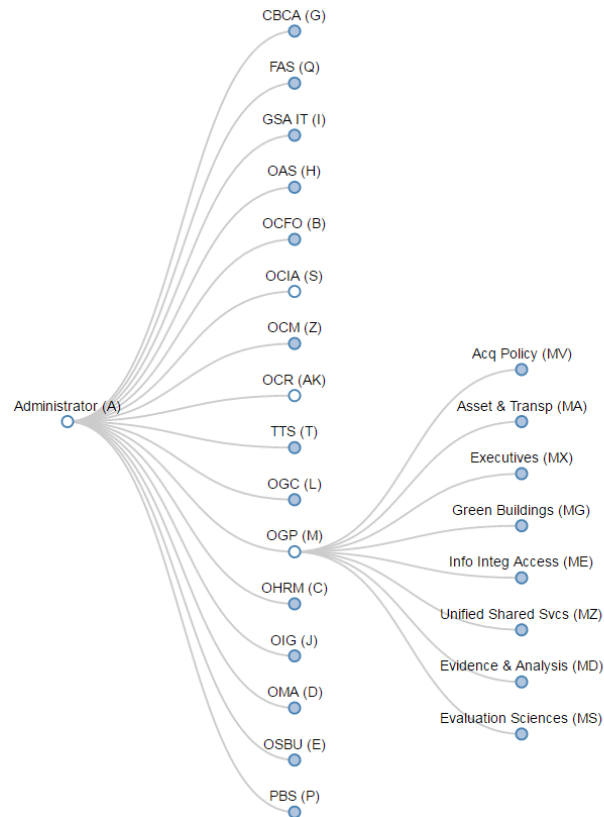 CBCA (G)
FAS (Q)
GSA IT (I)
OAS (H)
OCFO (B)
OCIA (S)
OCM (Z)
OCR (AK)
Administrator (A)
TTS (T)
OGC (L)
OGP (M)
OHRM (C)
OIG (J)
OMA (D)
OSBU (E)
PBS (P)
Acq Policy (MV)
Asset & Transp (MA)
Executives (MX)
Green Buildings (MG)
Info Integ Access (ME)
Unified Shared Svcs (MZ)
Evidence & Analysis (MD)
Evaluation Sciences (MS)